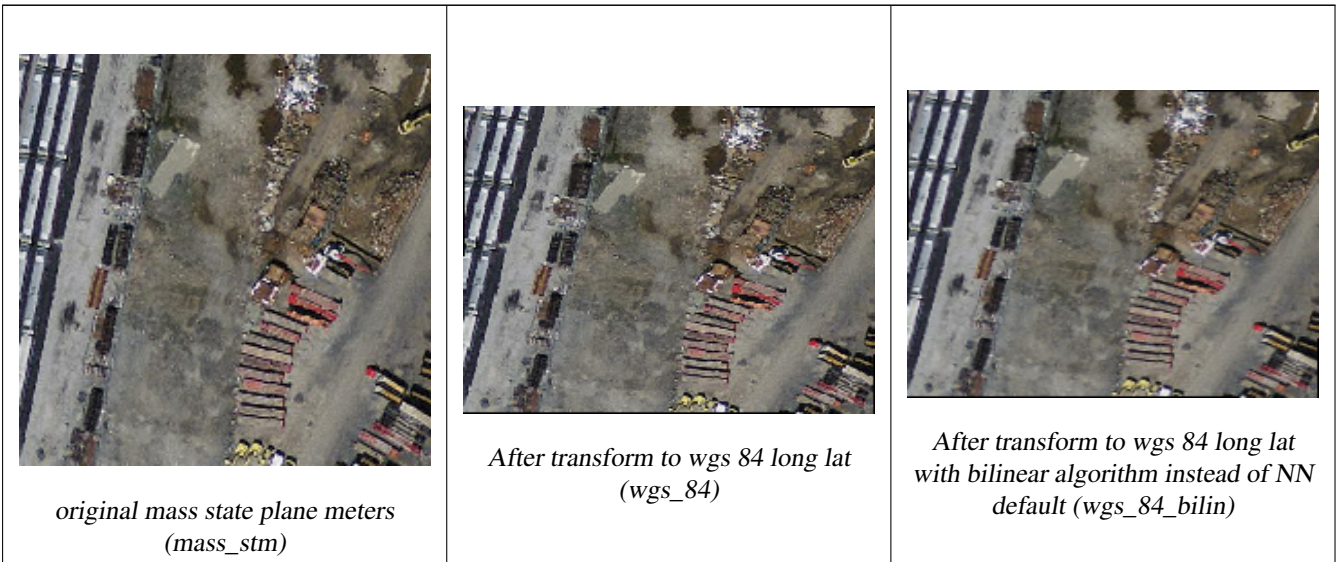 original mass state plane meters
(mass_stm)
After transform to wgs 84 long lat
(wgs_84)
After transform to wgs 84 long lat
with bilinear algorithm instead of NN
default (wgs_84_bilin)